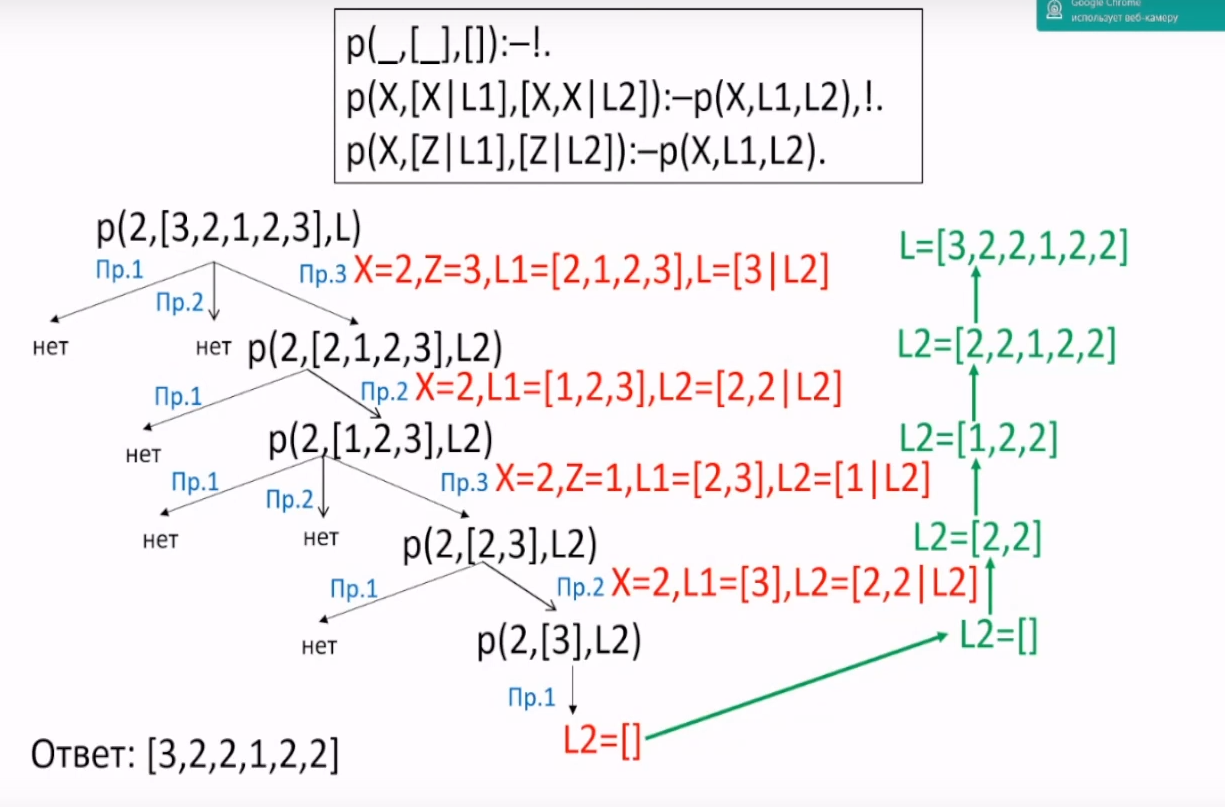 Google Chrome
использует веб-камеру
p(_,[_],[]):–!.
p(X,[X|L1],[X,X|L2]):–p(X,L1,L2),!.
p(X,[Z|L1],[Z|L2]):–p(X,L1,L2).
p(2,[3,2,1,2,3],L)
L=[3,2,2,1,2,2]
Пр.1
Пр.3 X=2,Z=3,L1=[2,1,2,3],L=[3|L2]
Пр.2
нет
нет
p(2,[2,1,2,3],L2)
L2=[2,2,1,2,2]
Пр.1
Пр.2 X=2,L1=[1,2,3],L2=[2,2|L2]
нет
p(2,[1,2,3],L2)
L2=[1,2,2]
Пр.1
Пр.2
Пр.3 X=2,Z=1,L1=[2,3],L2=[1|L2]
нет
нет
p(2,[2,3],L2)
L2=[2,2]
Пр.1
Пр.2 X=2,L1=[3],L2=[2,2|L2]
нет
p(2,[3],L2)
L2=[]
Пр.1
L2=[]
Ответ: [3,2,2,1,2,2]